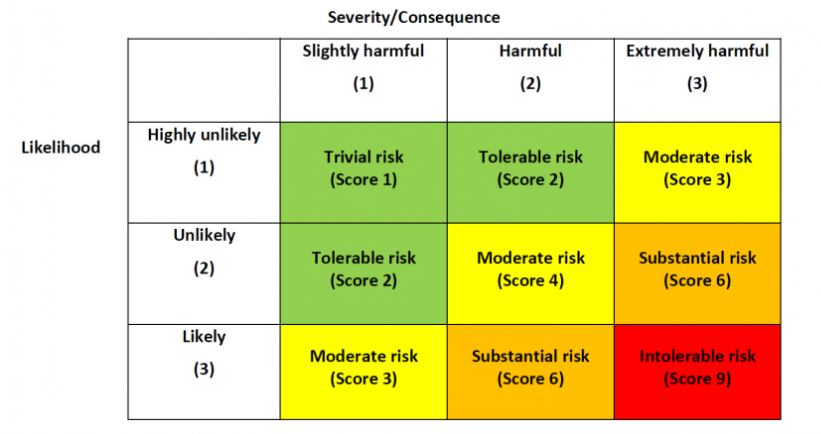 Severity/Consequence
Slightly harmful
(1)
Harmful
(2)
Extremely harmful
(3)
Likelihood
Highly unlikely
(1)
Trivial risk
(Score 1)
Tolerable risk
(Score 2)
Moderate risk
(Score 3)
Unlikely
(2)
Tolerable risk
(Score 2)
Moderate risk
(Score 4)
Substantial risk
(Score 6)
Likely
(3)
Moderate risk
(Score 3)
Substantial risk
(Score 6)
Intolerable risk
(Score 9)